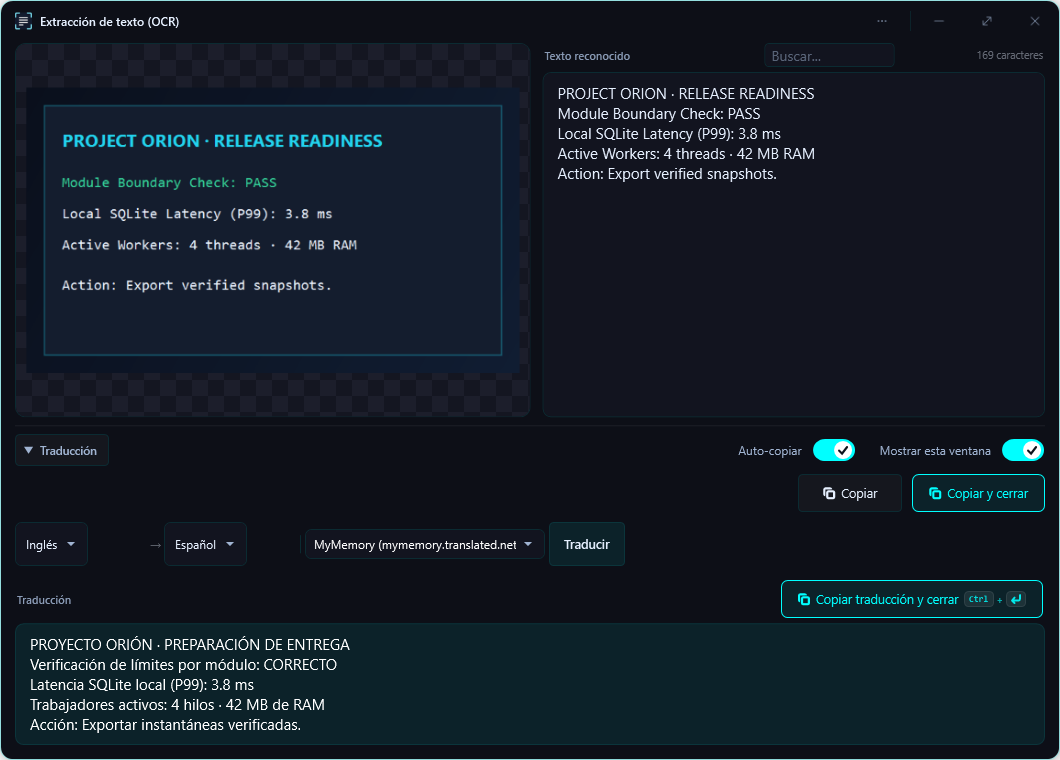 Extracción de texto (OCR)
PROJECT ORION · RELEASE READINESS
Module Boundary Check: PASS
Local SQLite Latency (P99): 3.8 ms
Active Workers: 4 threads · 42 MB RAM
Action: Export verified snapshots.
Texto reconocido
Buscar...
169 caracteres
PROJECT ORION · RELEASE READINESS
Module Boundary Check: PASS
Local SQLite Latency (P99): 3.8 ms
Active Workers: 4 threads · 42 MB RAM
Action: Export verified snapshots.
Traducción
Auto-copiar
Mostrar esta ventana
Copiar
Copiar y cerrar
Inglés
→
Español
MyMemory (mymemory.translated.net
Traducir
Traducción
Copiar traducción y cerrar Ctrl +
PROYECTO ORIÓN · PREPARACIÓN DE ENTREGA
Verificación de límites por módulo: CORRECTO
Latencia SQLite local (P99): 3.8 ms
Trabajadores activos: 4 hilos · 42 MB de RAM
Acción: Exportar instantáneas verificadas.